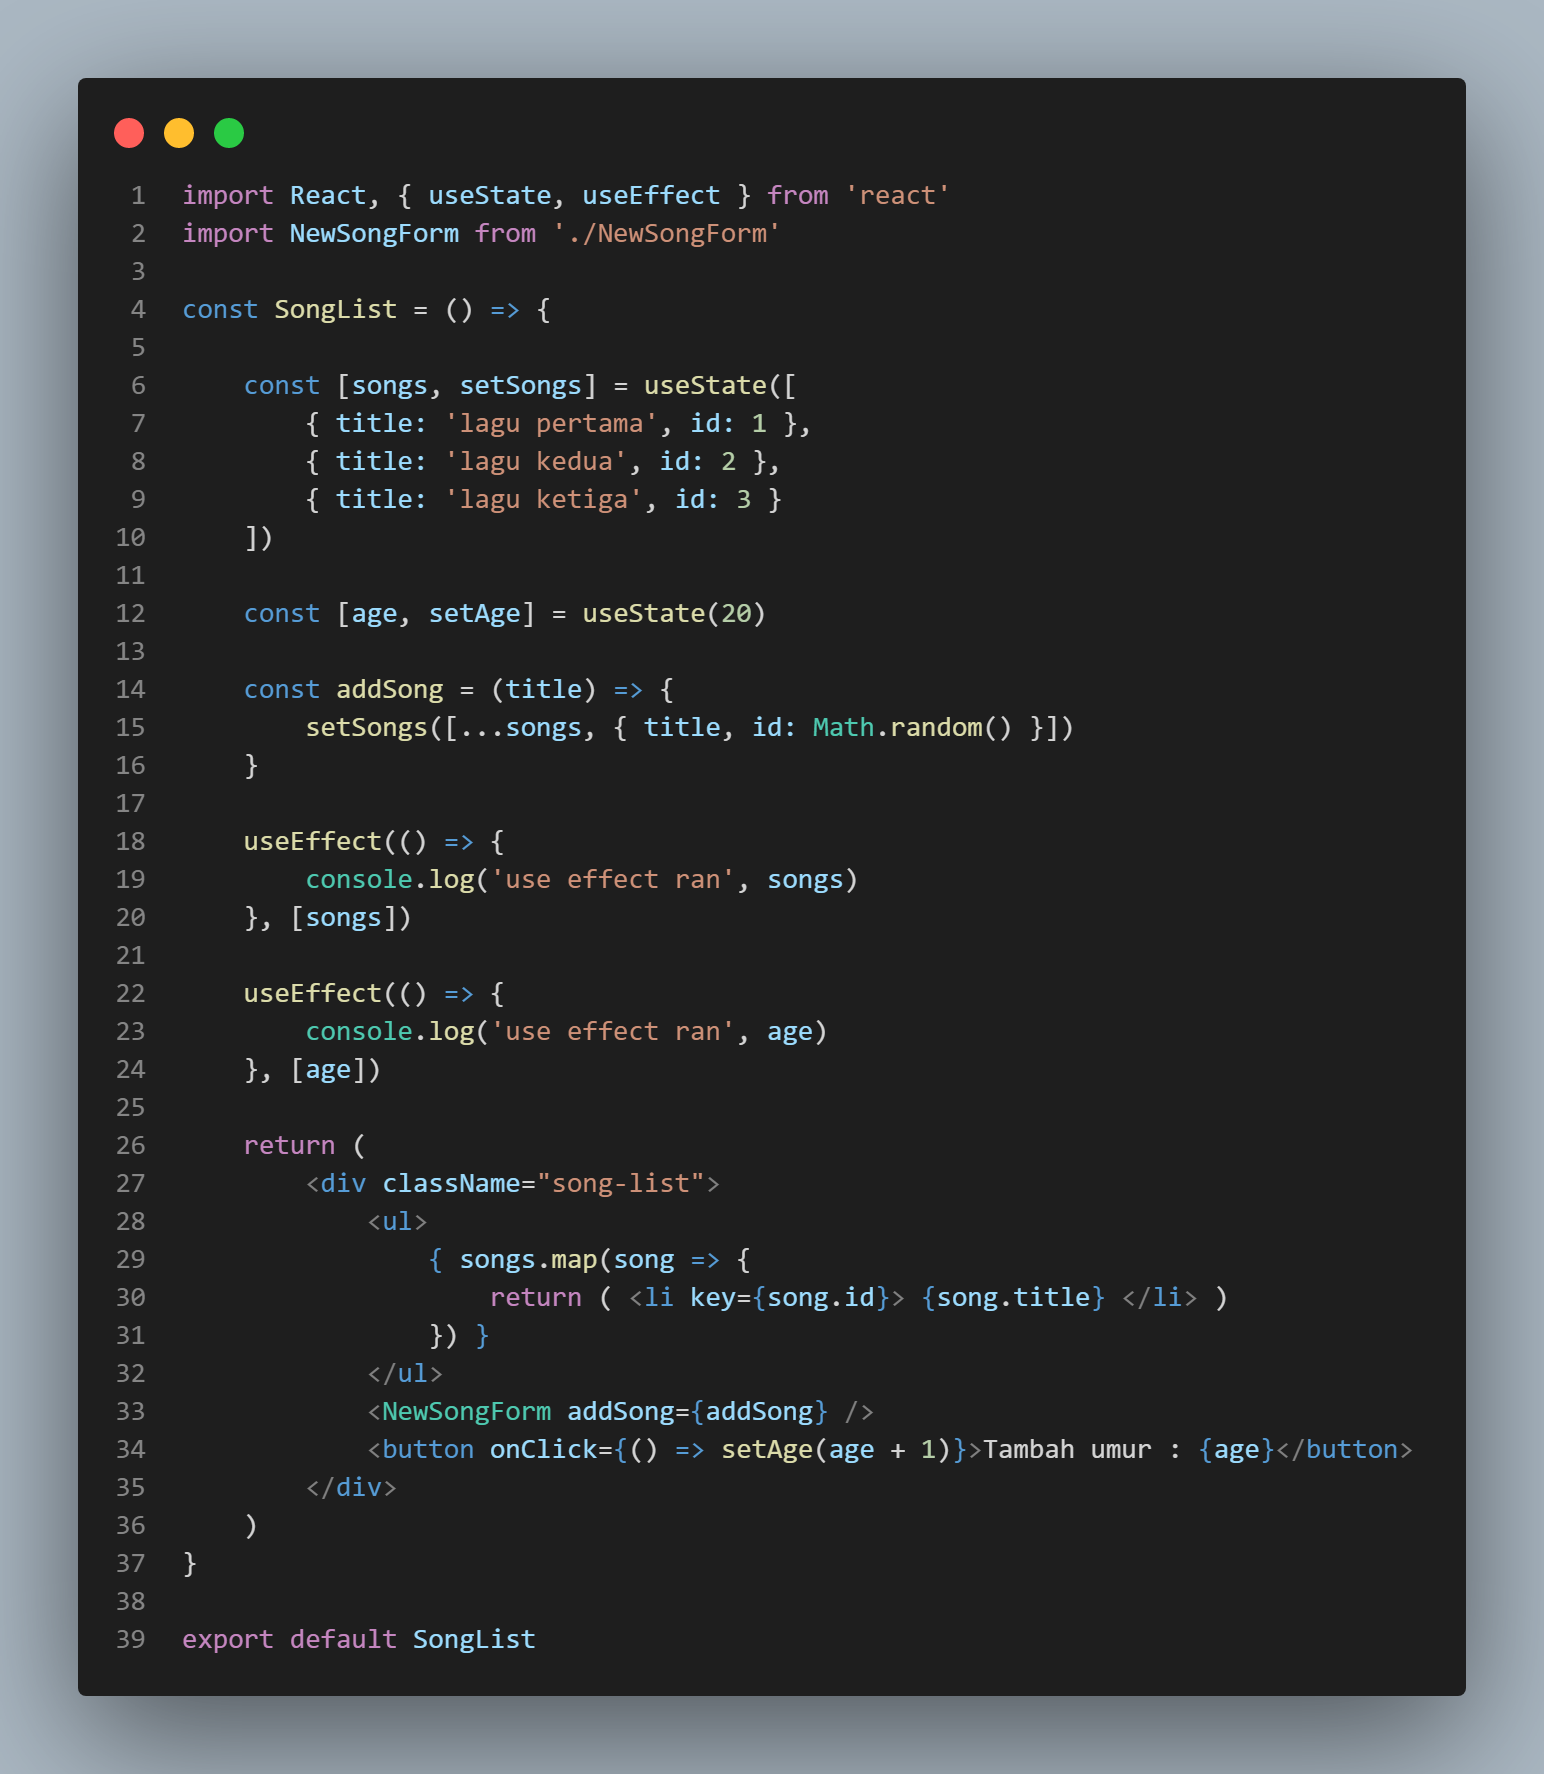 1 import React, { useState, useEffect } from 'react'
2 import NewSongForm from './NewSongForm'
3
4 const SongList = () => {
5
6     const [songs, setSongs] = useState([
7         { title: 'lagu pertama', id: 1 },
8         { title: 'lagu kedua', id: 2 },
9         { title: 'lagu ketiga', id: 3 }
10     ])
11
12     const [age, setAge] = useState(20)
13
14     const addSong = (title) => {
15         setSongs([...songs, { title, id: Math.random() }])
16     }
17
18     useEffect(() => {
19         console.log('use effect ran', songs)
20     }, [songs])
21
22     useEffect(() => {
23         console.log('use effect ran', age)
24     }, [age])
25
26     return (
27         <div className="song-list">
28             <ul>
29                 { songs.map(song => {
30                     return ( <li key={song.id}> {song.title} </li> )
31                 }) }
32             </ul>
33             <NewSongForm addSong={addSong} />
34             <button onClick={() => setAge(age + 1)}>Tambah umur : {age}</button>
35         </div>
36     )
37 }
38
39 export default SongList